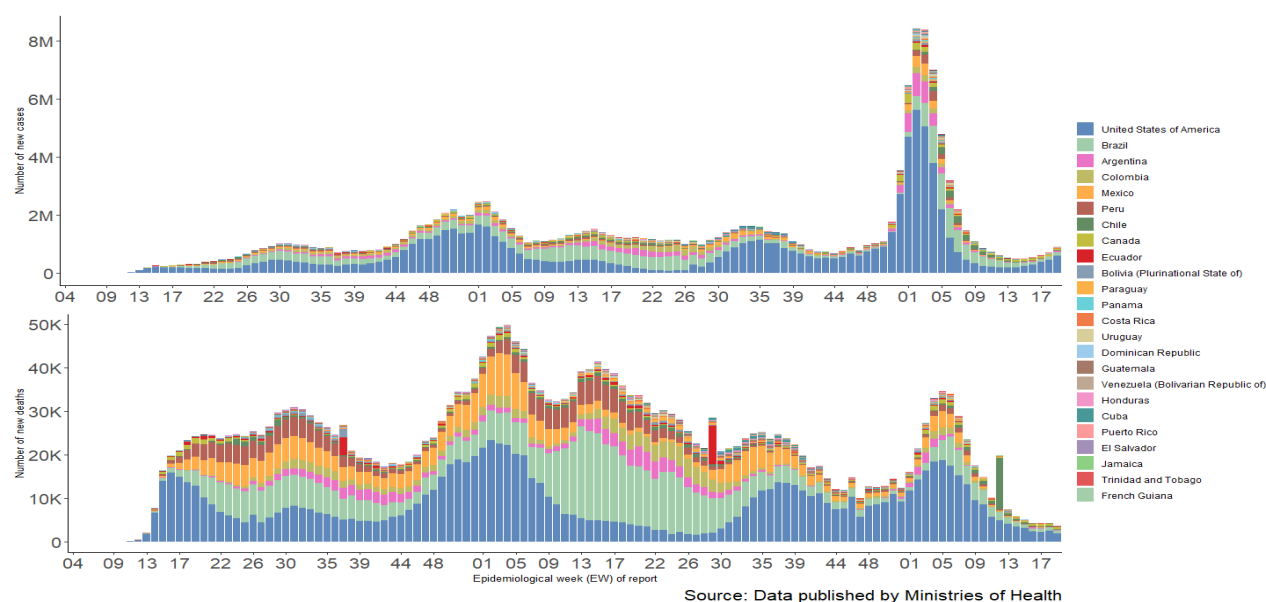 8M
6M
4M
2M
0
Number of new cases
04 09 13 17 22 26 30 35 39 44 48 01 05 09 13 17 22 26 30 35 39 44 48 01 05 09 13 17
50K
40K
30K
20K
10K
0
Number of new deaths
04 09 13 17 22 26 30 35 39 44 48 01 05 09 13 17 22 26 30 35 39 44 48 01 05 09 13 17
Epidemiological week (EW) of report
United States of America
Brazil
Argentina
Colombia
Mexico
Peru
Chile
Canada
Ecuador
Bolivia (Plurinational State of)
Paraguay
Panama
Costa Rica
Uruguay
Dominican Republic
Guatemala
Venezuela (Bolivarian Republic of)
Honduras
Cuba
Puerto Rico
El Salvador
Jamaica
Trinidad and Tobago
French Guiana
Source: Data published by Ministries of Health